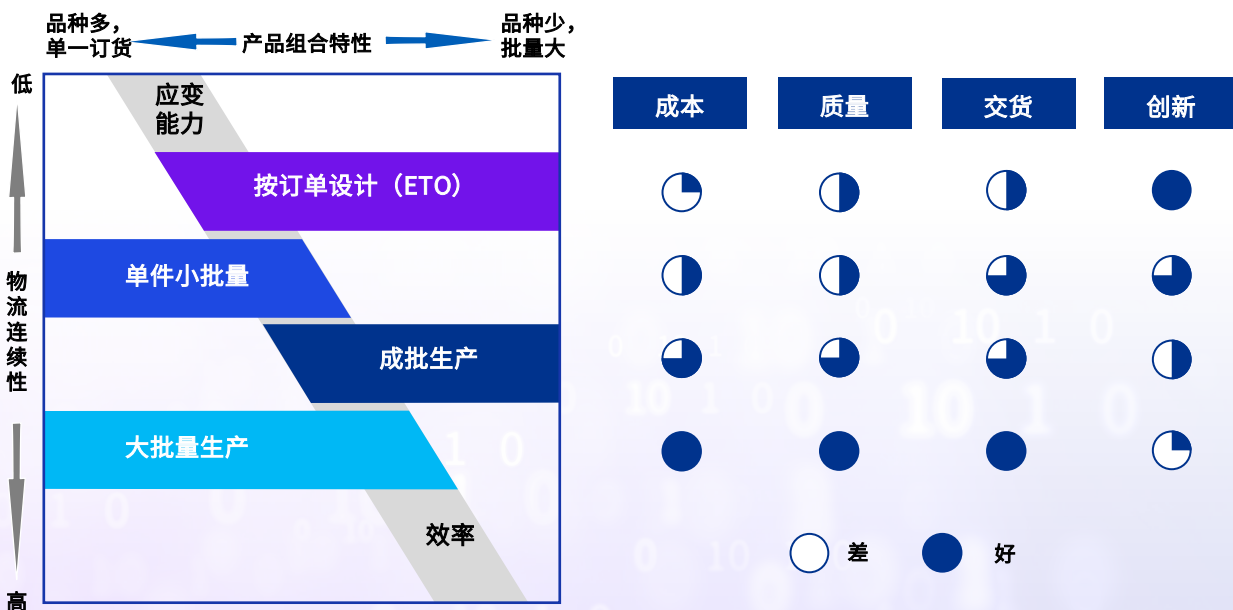 品种多，
单一订货
产品组合特性
品种少，
批量大
低
物流连续性
高
应变
能力
按订单设计（ETO）
单件小批量
成批生产
大批量生产
效率
成本
质量
交货
创新
差
好